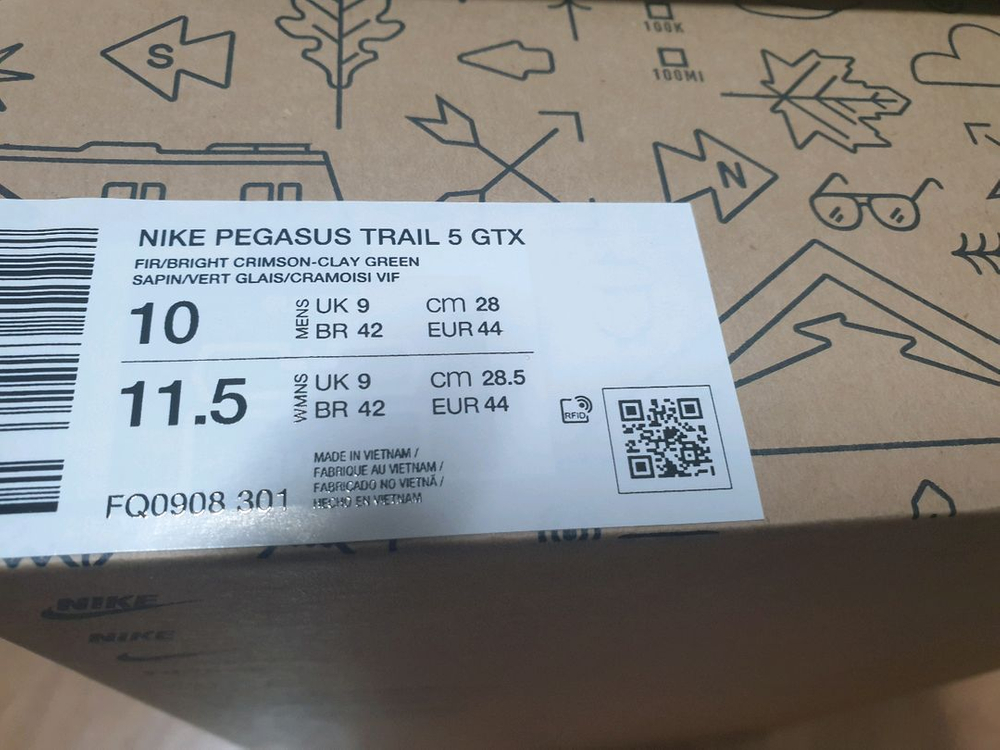 S
100K
100MI
N
NIKE PEGASUS TRAIL 5 GTX
FIR/BRIGHT CRIMSON-CLAY GREEN
SAPIN/VERT GLAIS/CRAMOISI VIF
10 MENS UK 9 CM 28
BR 42 EUR 44
11.5 WMNS UK 9 CM 28.5
BR 42 EUR 44
RFID
MADE IN VIETNAM /
FABRIQUE AU VIETNAM /
FABRICADO NO VIETNÃ /
HECHO EN VIETNAM
FQ0908 301
NIKE
NIKE